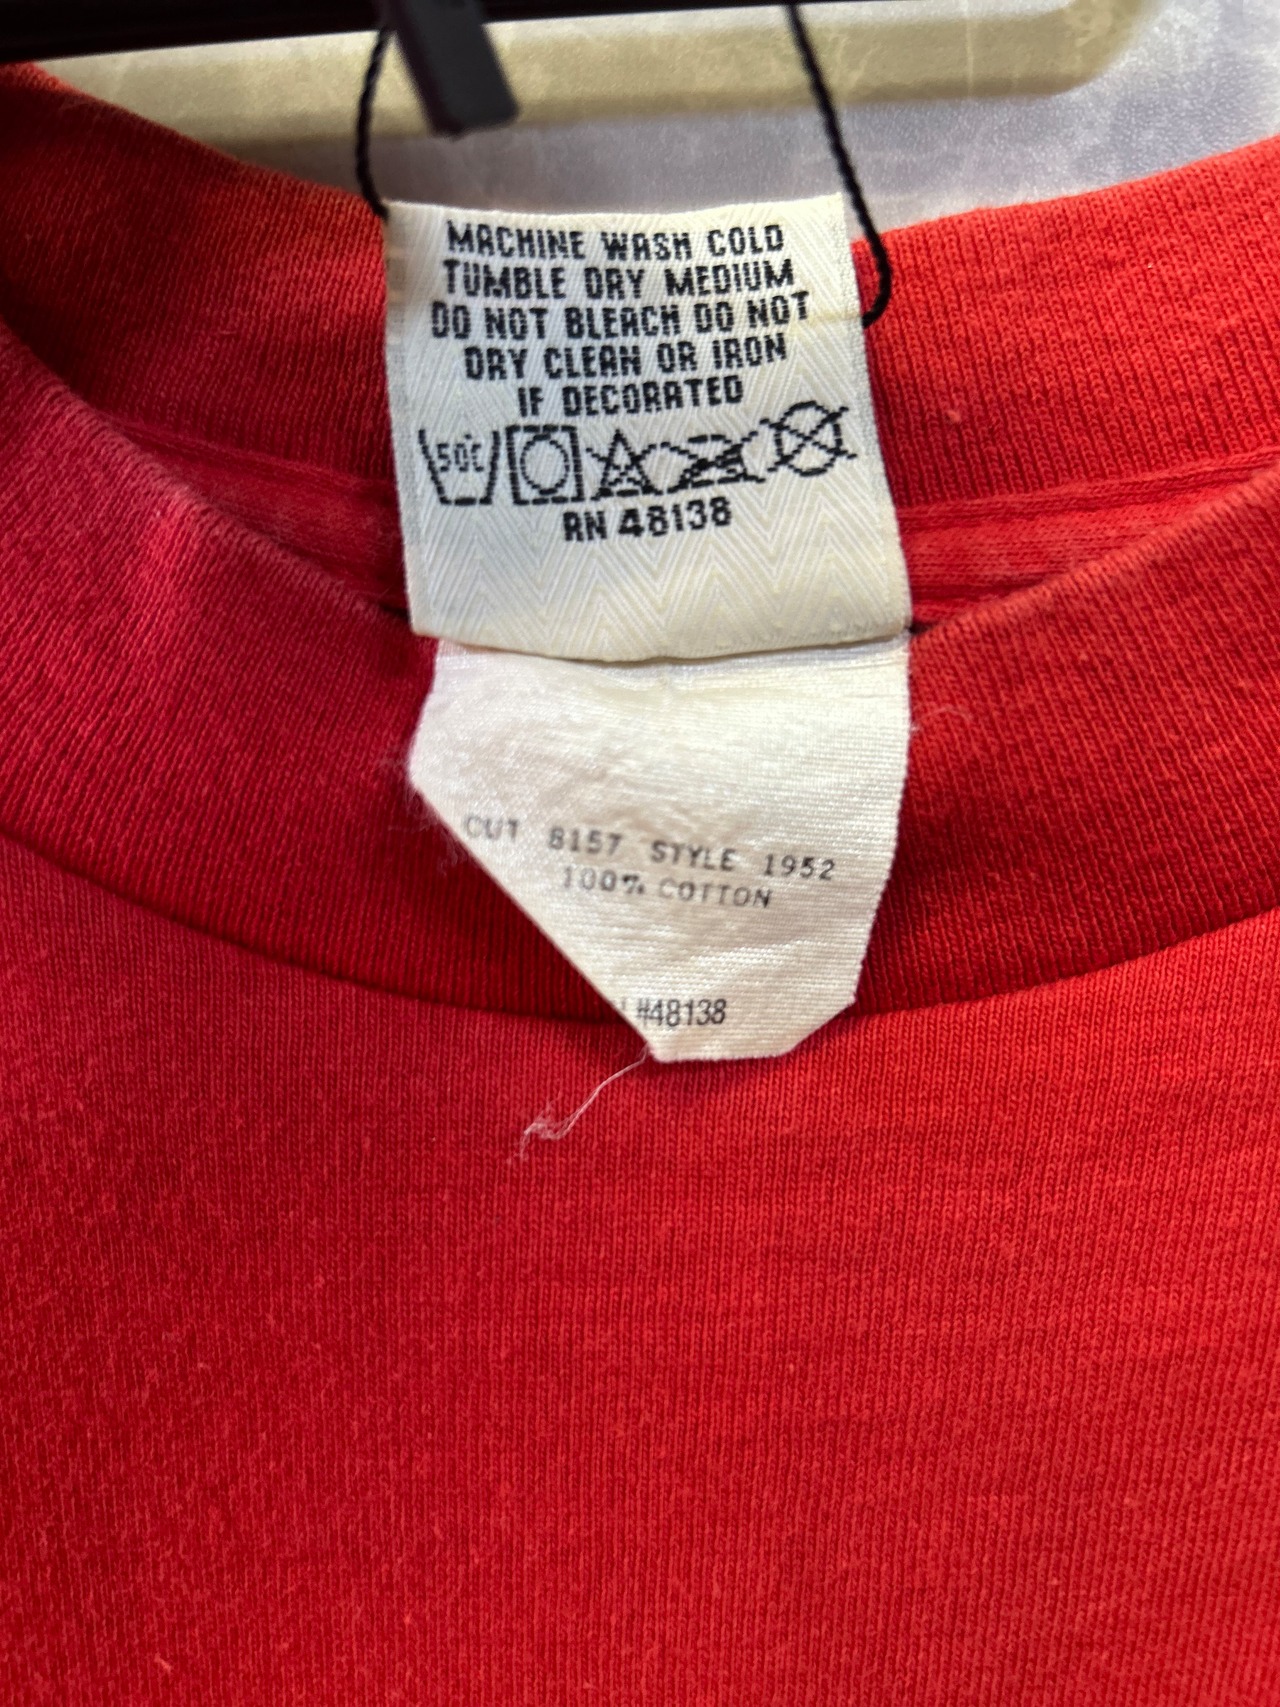 MACHINE WASH COLD
TUMBLE DRY MEDIUM
DO NOT BLEACH DO NOT
DRY CLEAN OR IRON
IF DECORATED
50°C
RN 48138
CUT 8157 STYLE 1952
100% COTTON
#48138